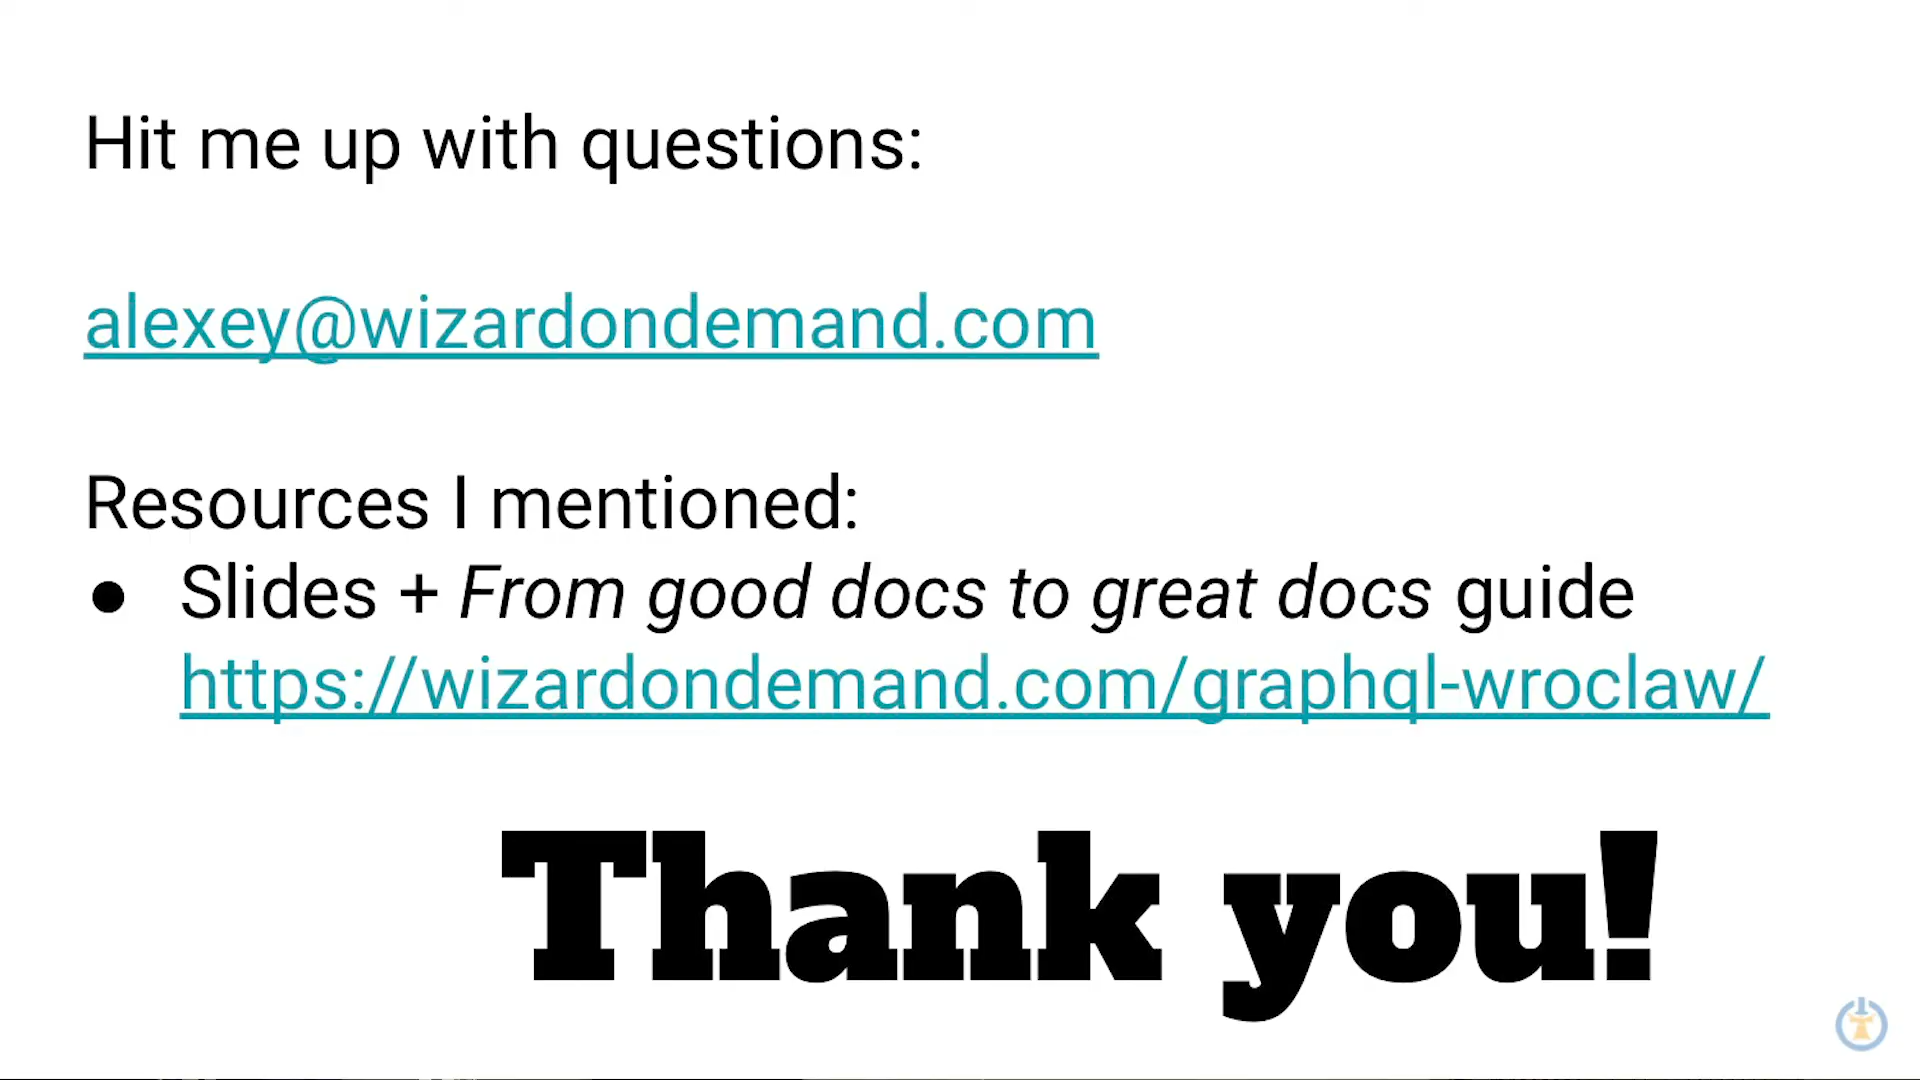 Hit me up with questions:
alexey@wizardondemand.com
Resources I mentioned:
● Slides + From good docs to great docs guide
https://wizardondemand.com/graphql-wroclaw/
Thank you!